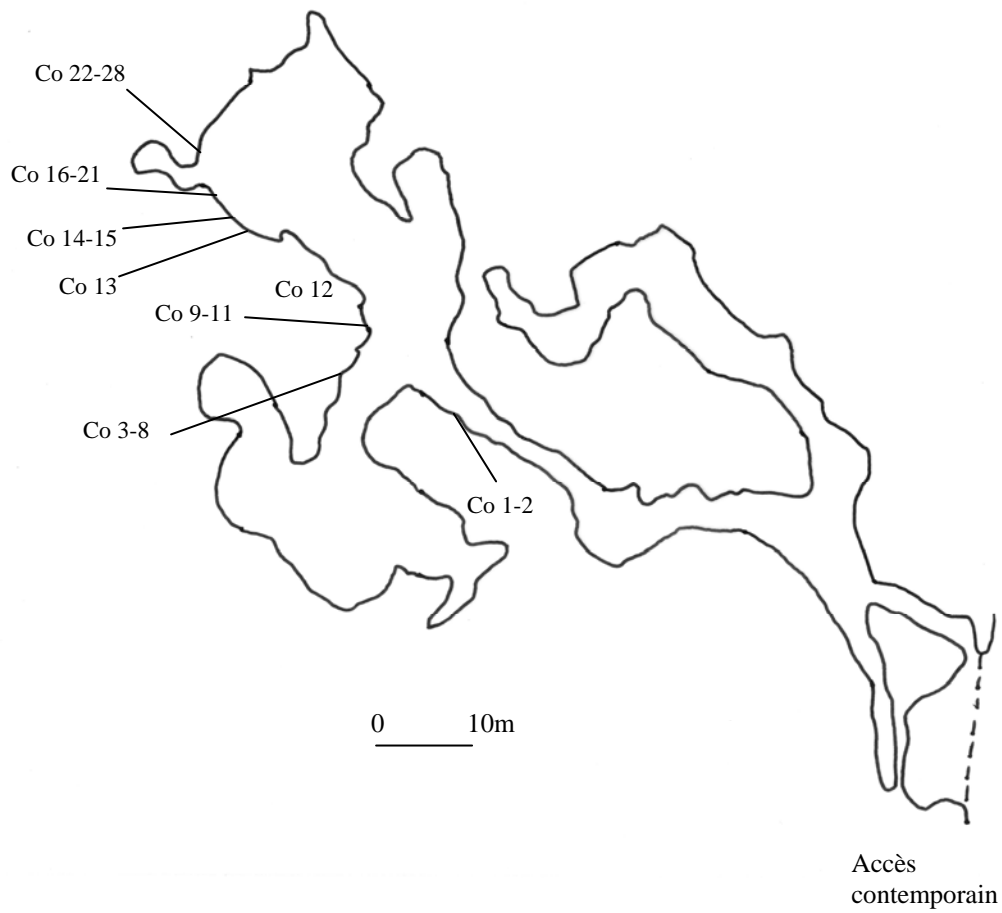 Co 22-28
Co 16-21
Co 14-15
Co 13
Co 12
Co 9-11
Co 3-8
Co 1-2
0 10m
Accès
contemporain